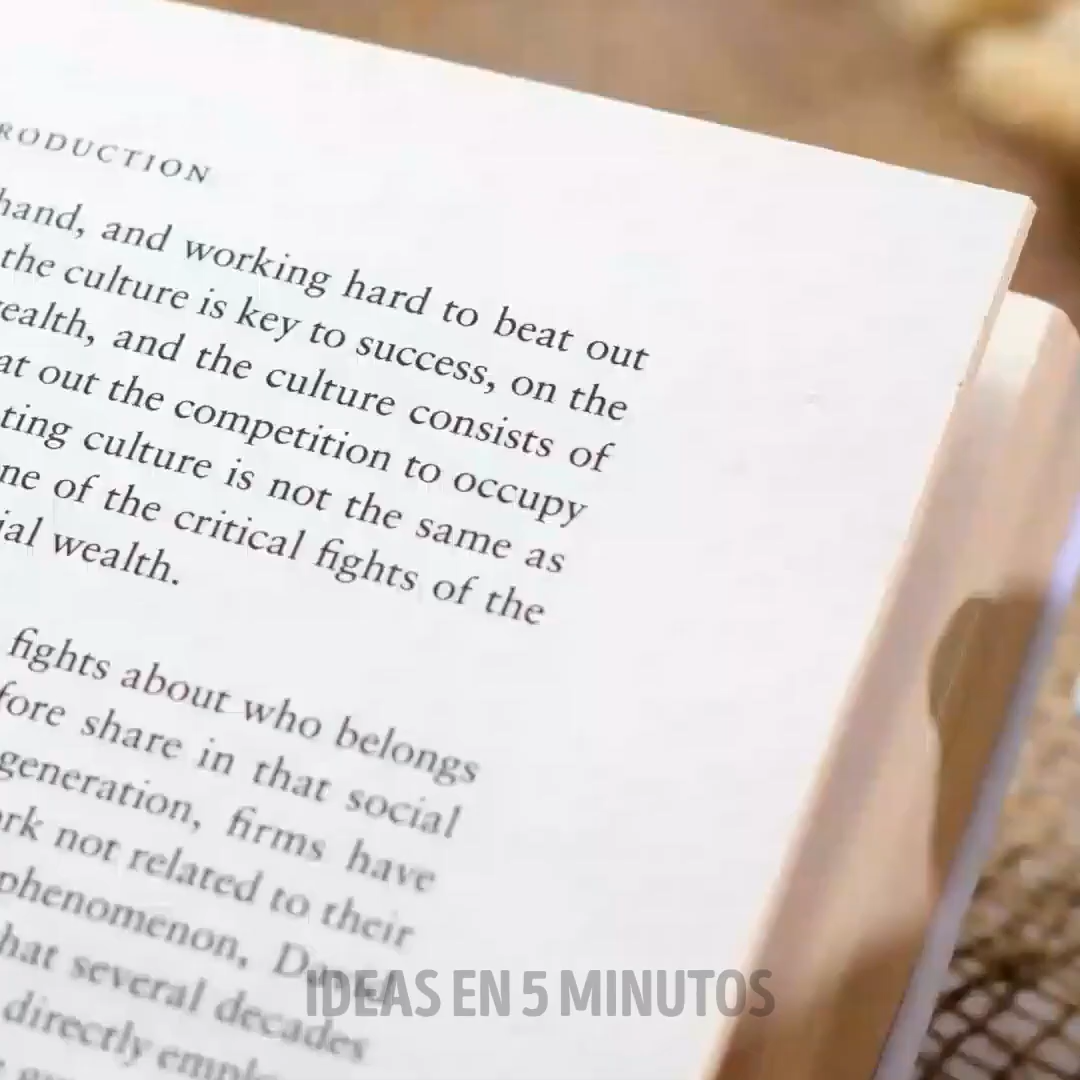 RODUCTION
hand, and working hard to beat out
the culture is key to success, on the
ealth, and the culture consists of
at out the competition to occupy
ting culture is not the same as
ne of the critical fights of the
ial wealth.
fights about who belongs
fore share in that social
generation, firms have
rk not related to their
phenomenon, David
hat several decades
directly emplo
IDEAS EN 5 MINUTOS